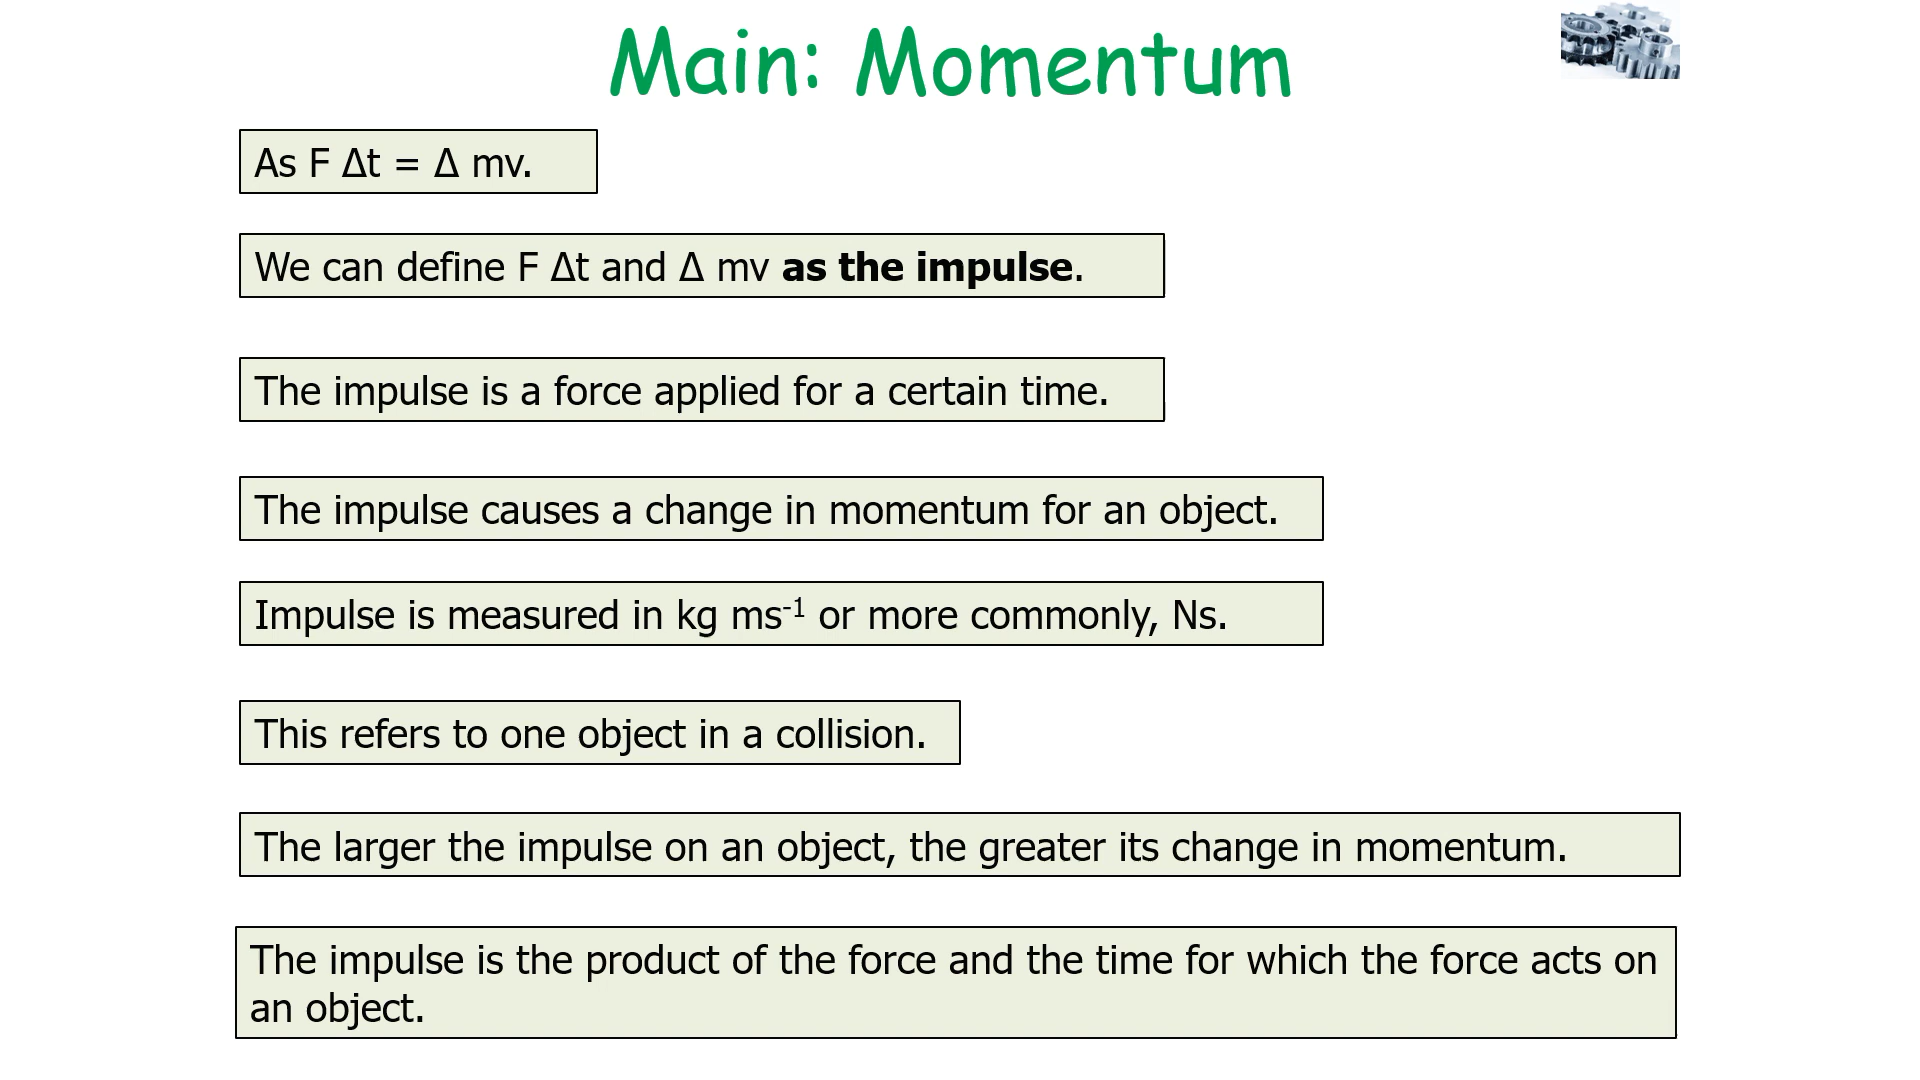 Main: Momentum
As F Δt = Δ mv.
We can define F Δt and Δ mv as the impulse.
The impulse is a force applied for a certain time.
The impulse causes a change in momentum for an object.
Impulse is measured in kg ms⁻¹ or more commonly, Ns.
This refers to one object in a collision.
The larger the impulse on an object, the greater its change in momentum.
The impulse is the product of the force and the time for which the force acts on
an object.